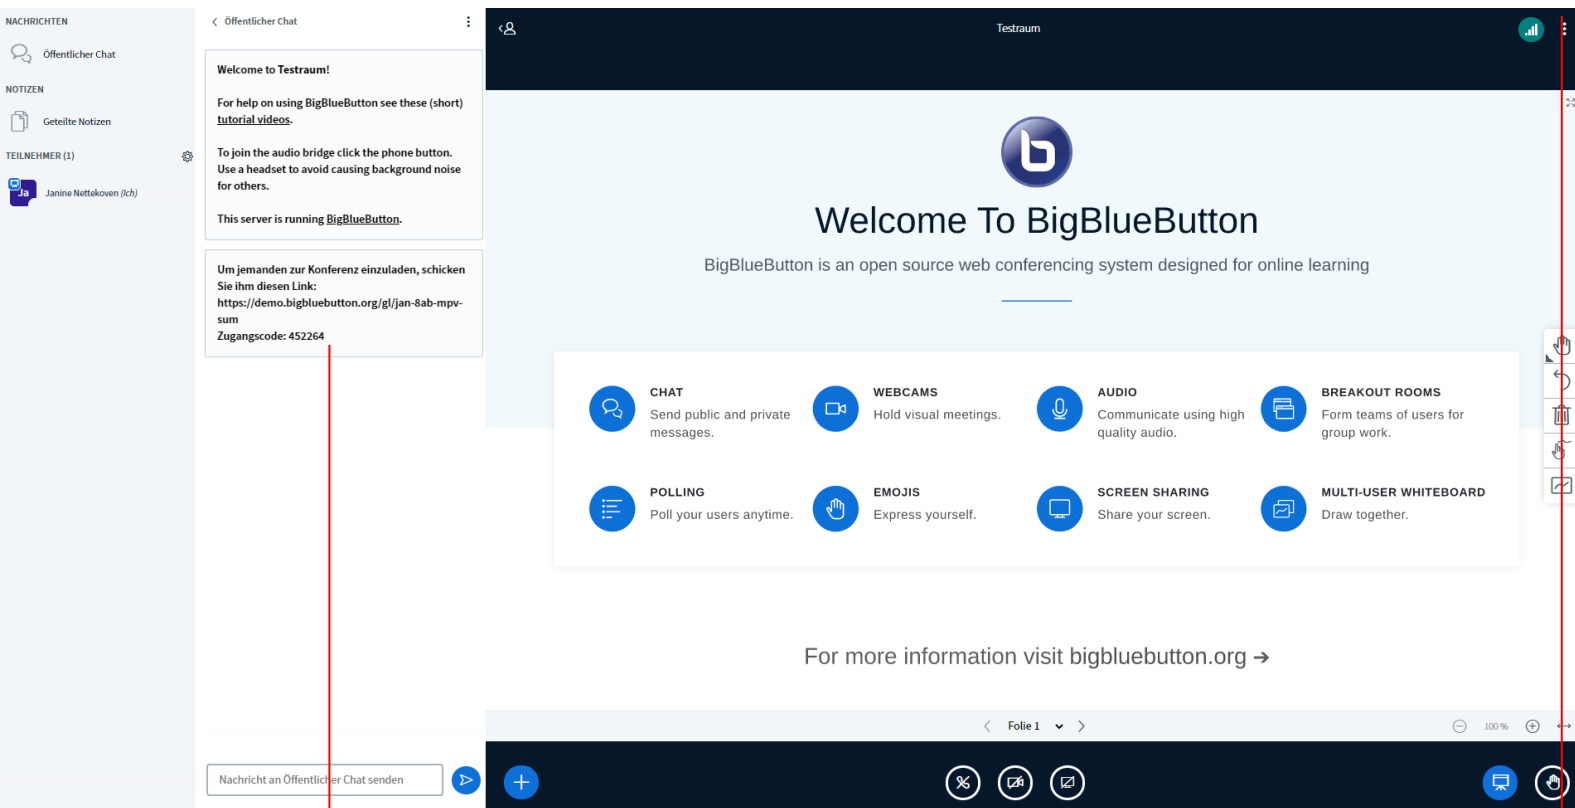 NACHRICHTEN
Öffentlicher Chat
NOTIZEN
Geteilte Notizen
TEILNEHMER (1)
Ja
Janine Nettekoven (Ich)
Öffentlicher Chat
Welcome to Testraum!
For help on using BigBlueButton see these (short)
tutorial videos.
To join the audio bridge click the phone button.
Use a headset to avoid causing background noise
for others.
This server is running BigBlueButton.
Um jemanden zur Konferenz einzuladen, schicken
Sie ihm diesen Link:
https://demo.bigbluebutton.org/gl/jan-8ab-mpv-
sum
Zugangscode: 452264
Nachricht an Öffentlicher Chat senden
Testraum
Welcome To BigBlueButton
BigBlueButton is an open source web conferencing system designed for online learning
CHAT
Send public and private
messages.
WEBCAMS
Hold visual meetings.
AUDIO
Communicate using high
quality audio.
BREAKOUT ROOMS
Form teams of users for
group work.
POLLING
Poll your users anytime.
EMOJIS
Express yourself.
SCREEN SHARING
Share your screen.
MULTI-USER WHITEBOARD
Draw together.
For more information visit bigbluebutton.org →
Folie 1
100 %